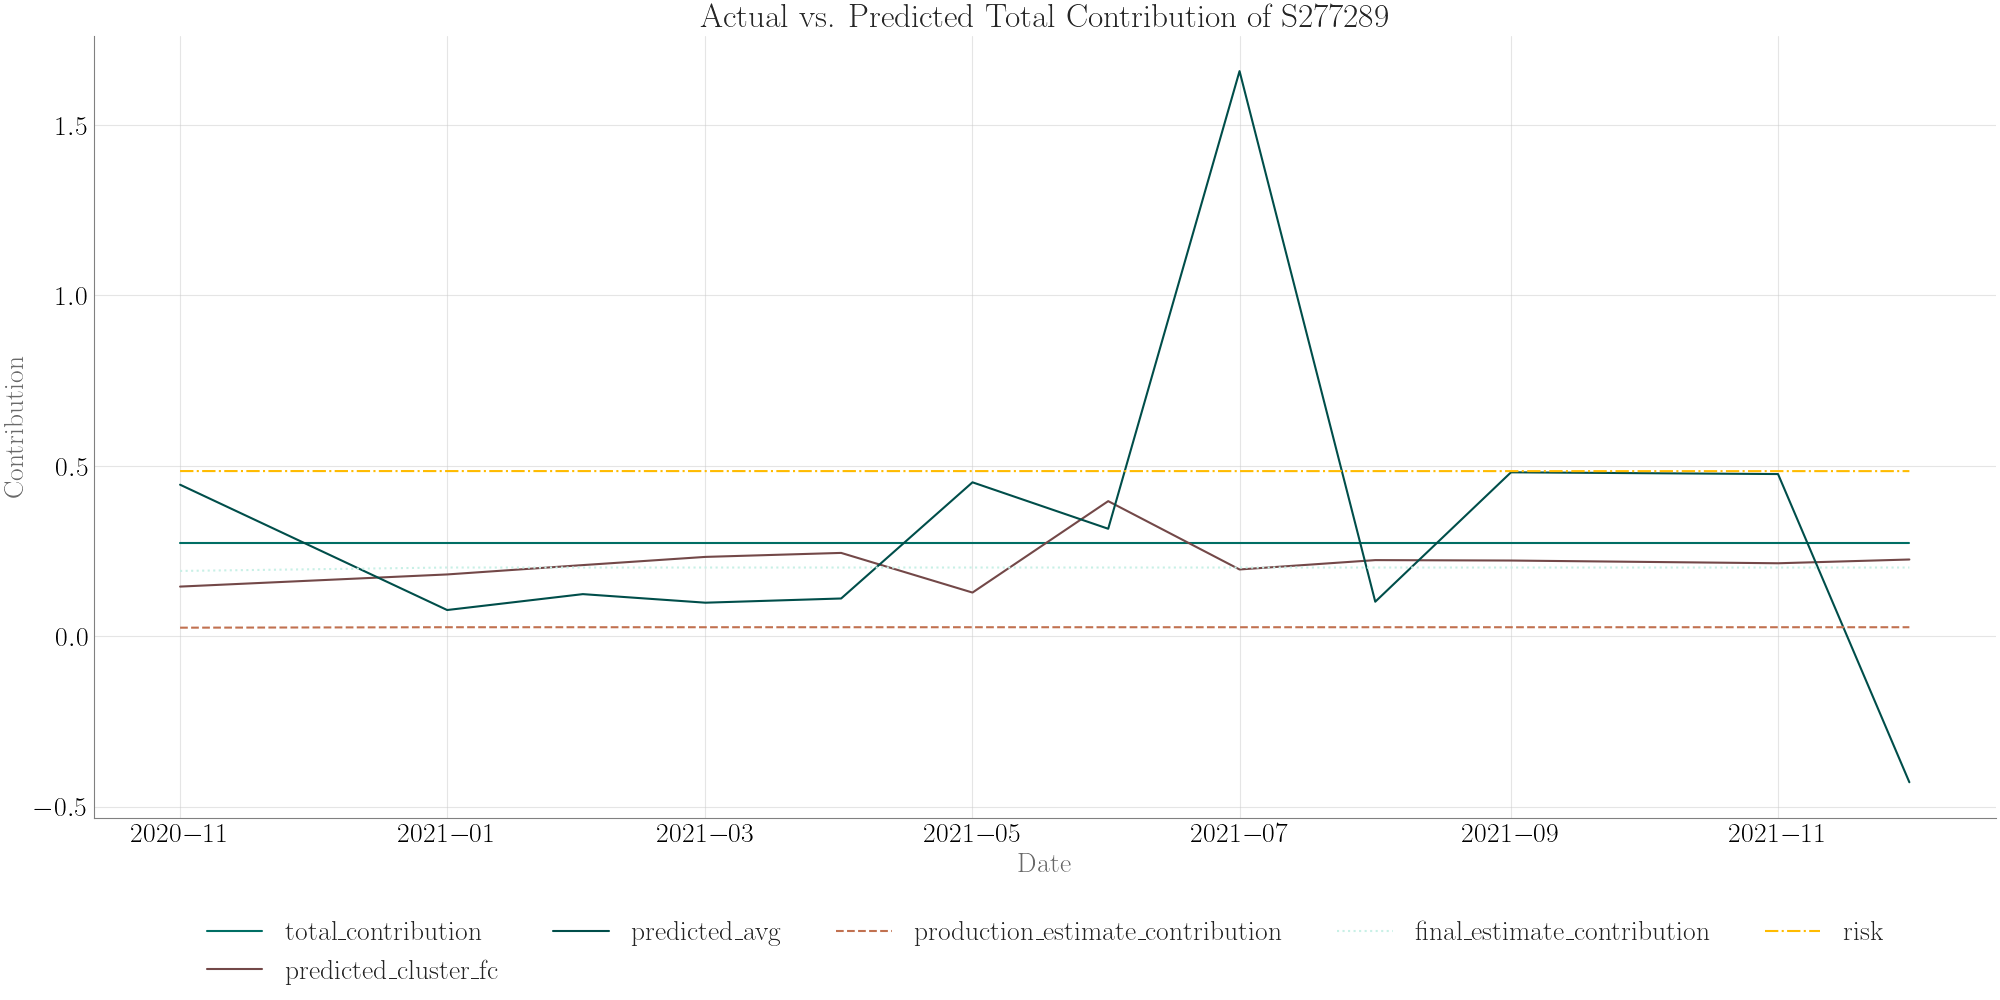 Actual vs. Predicted Total Contribution of S277289
Contribution
1.5
1.0
0.5
0.0
−0.5
2020−11 2021−01 2021−03 2021−05 2021−07 2021−09 2021−11
Date
total_contribution predicted_avg production_estimate_contribution final_estimate_contribution risk
predicted_cluster_fc